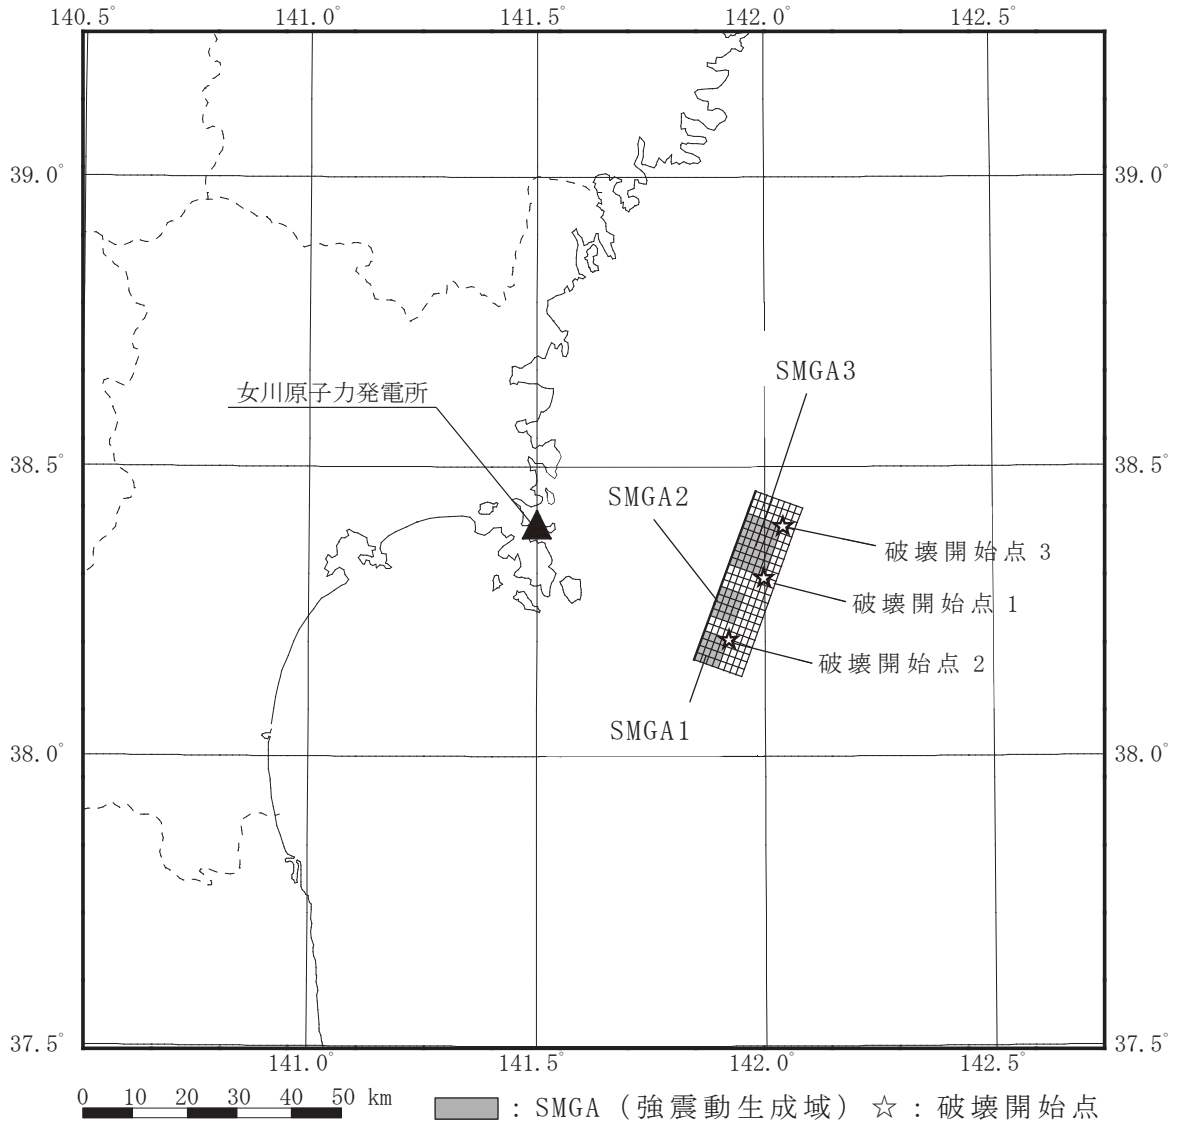 140.5° 141.0° 141.5° 142.0° 142.5°
39.0° 39.0°
SMGA3
女川原子力発電所
38.5° 38.5°
SMGA2
破壊開始点 3
破壊開始点 1
破壊開始点 2
SMGA1
38.0° 38.0°
37.5° 37.5°
141.0° 141.5° 142.0° 142.5°
0 10 20 30 40 50 km
: SMGA (強震動生成域) ☆ : 破壊開始点